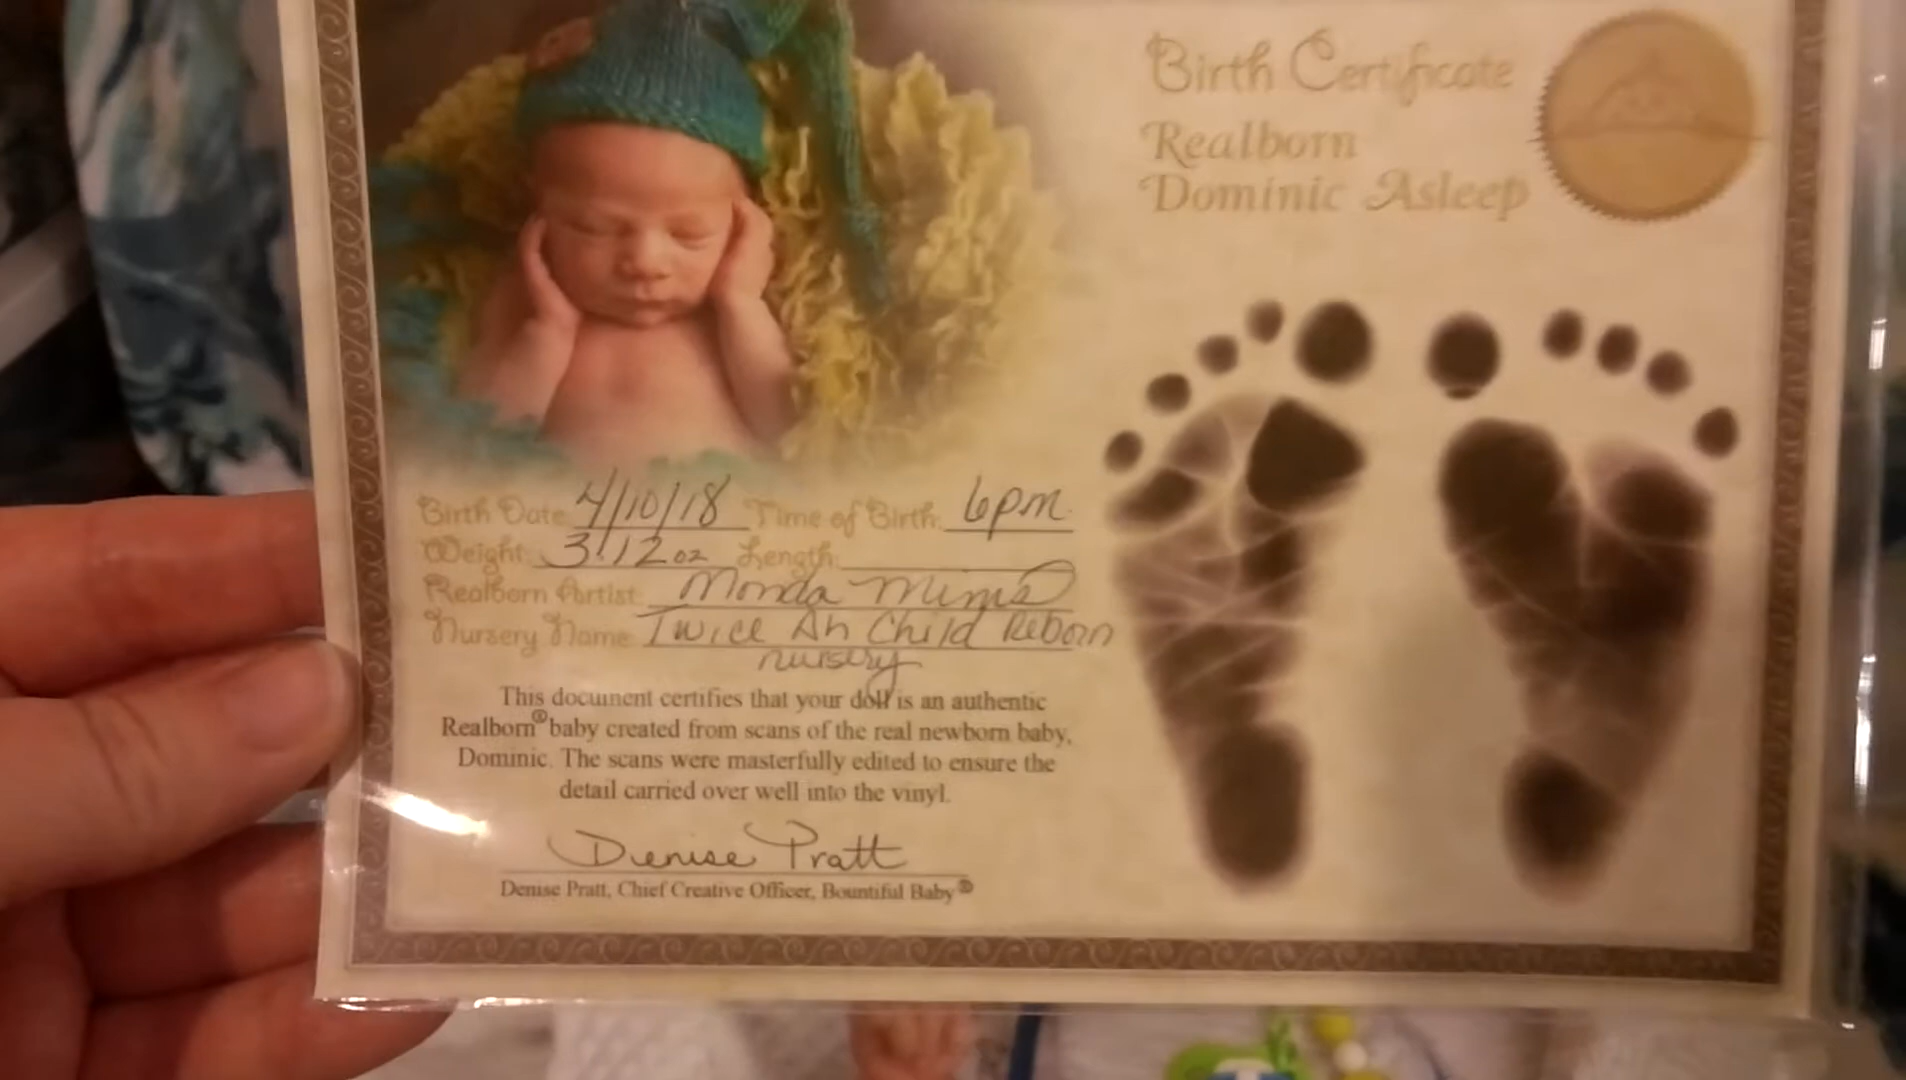 Birth Certificate
Realborn
Dominic Asleep
Birth Date: 4/10/18 Time of Birth: 6pm
Weight: 3.12oz Length:
Realborn Artist: Monda Mims
Nursery Name: Twice Ah Child Reborn
nursery
This document certifies that your doll is an authentic
Realborn® baby created from scans of the real newborn baby,
Dominic. The scans were masterfully edited to ensure the
detail carried over well into the vinyl.
Denise Pratt
Denise Pratt, Chief Creative Officer, Bountiful Baby®